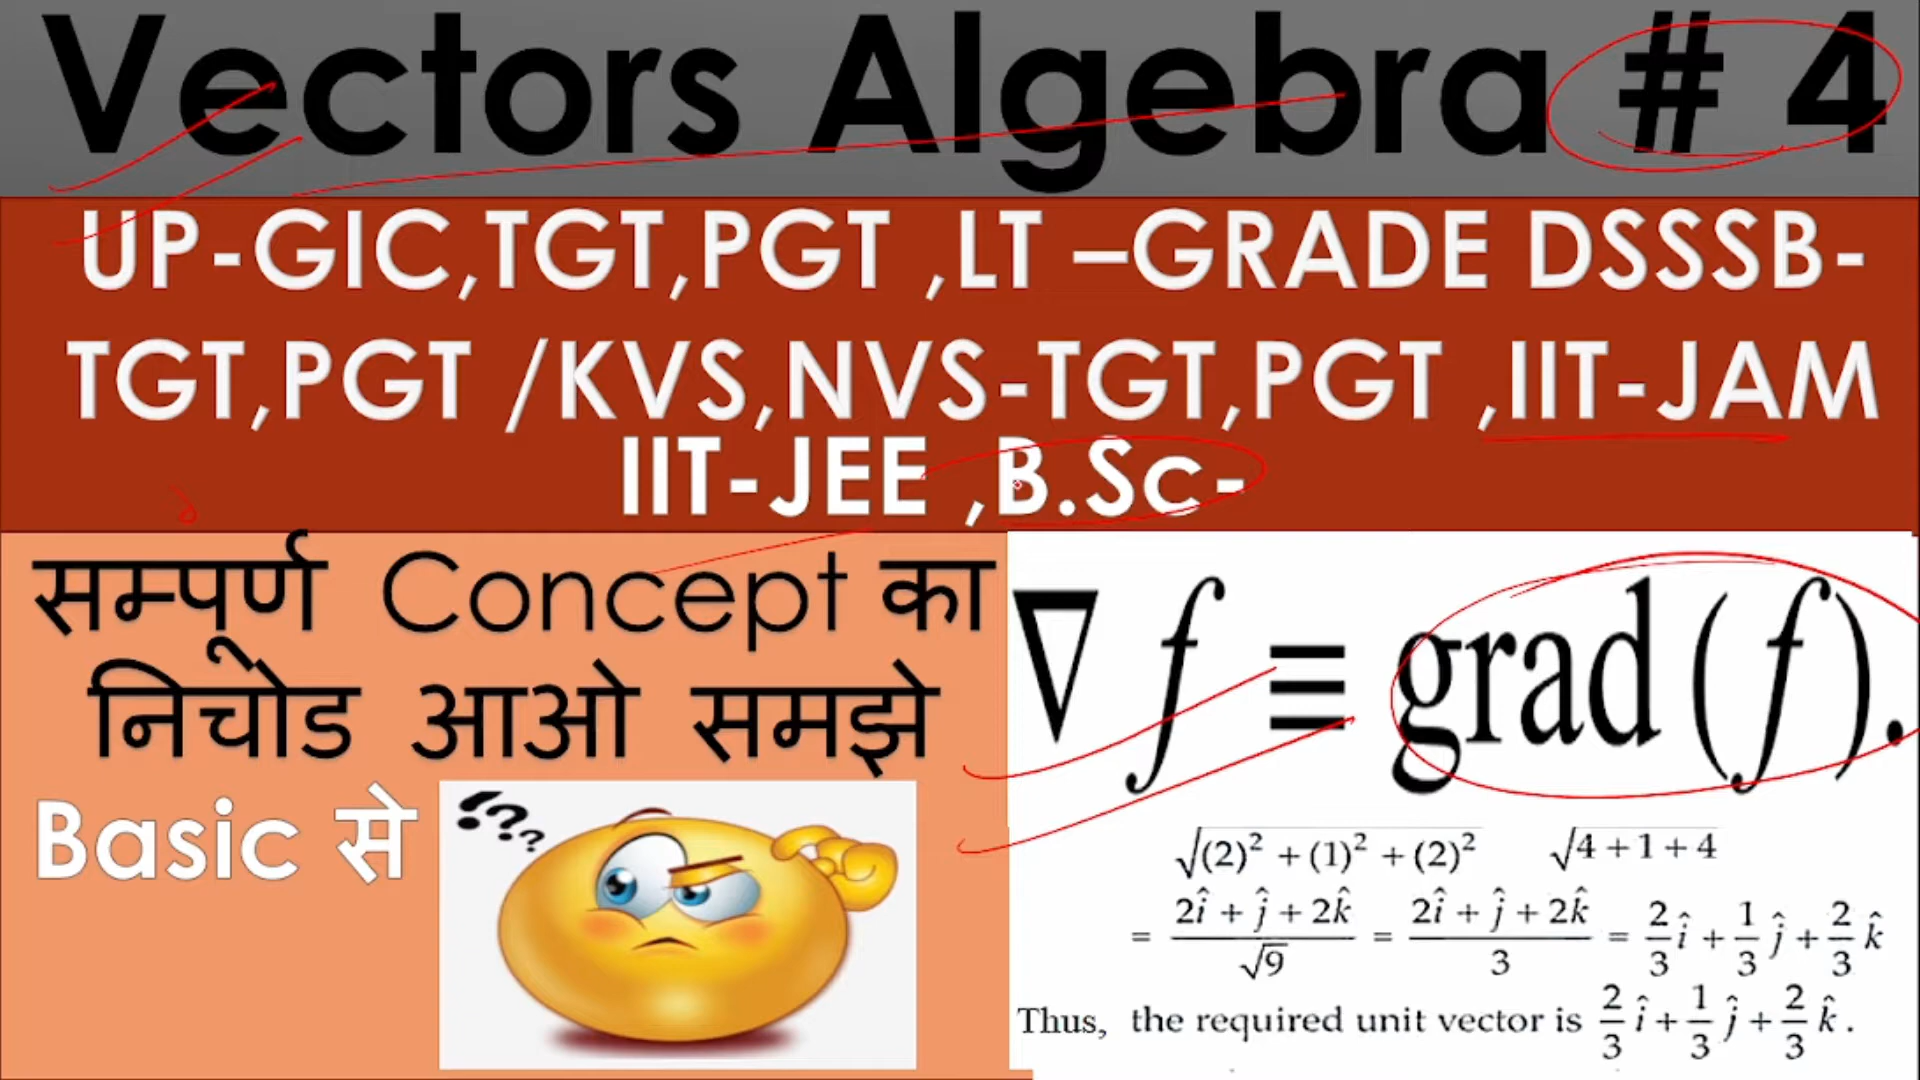 Vectors Algebra # 4
UP-GIC,TGT,PGT ,LT –GRADE DSSSB-
TGT,PGT /KVS,NVS-TGT,PGT ,IIT-JAM
IIT-JEE ,B.Sc-
सम्पूर्ण Concept का
निचोड आओ समझे
Basic से
???
∇ f ≡ grad (f).
√(2)² + (1)² + (2)² √4 + 1 + 4
= 2î + ĵ + 2k̂ / √9 = 2î + ĵ + 2k̂ / 3 = 2/3 î + 1/3 ĵ + 2/3 k̂
Thus, the required unit vector is 2/3 î + 1/3 ĵ + 2/3 k̂ .